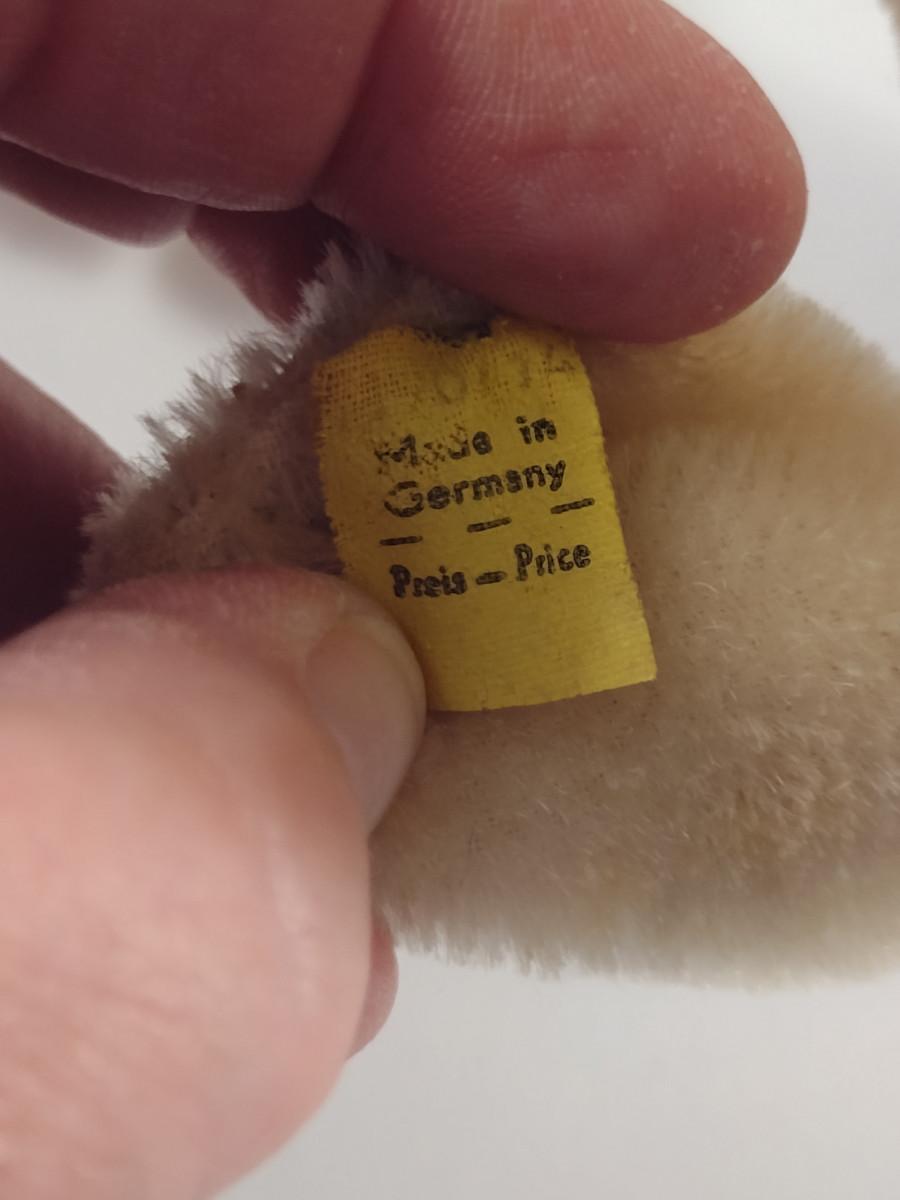 Made in
Germany
— — —
Preis — Price